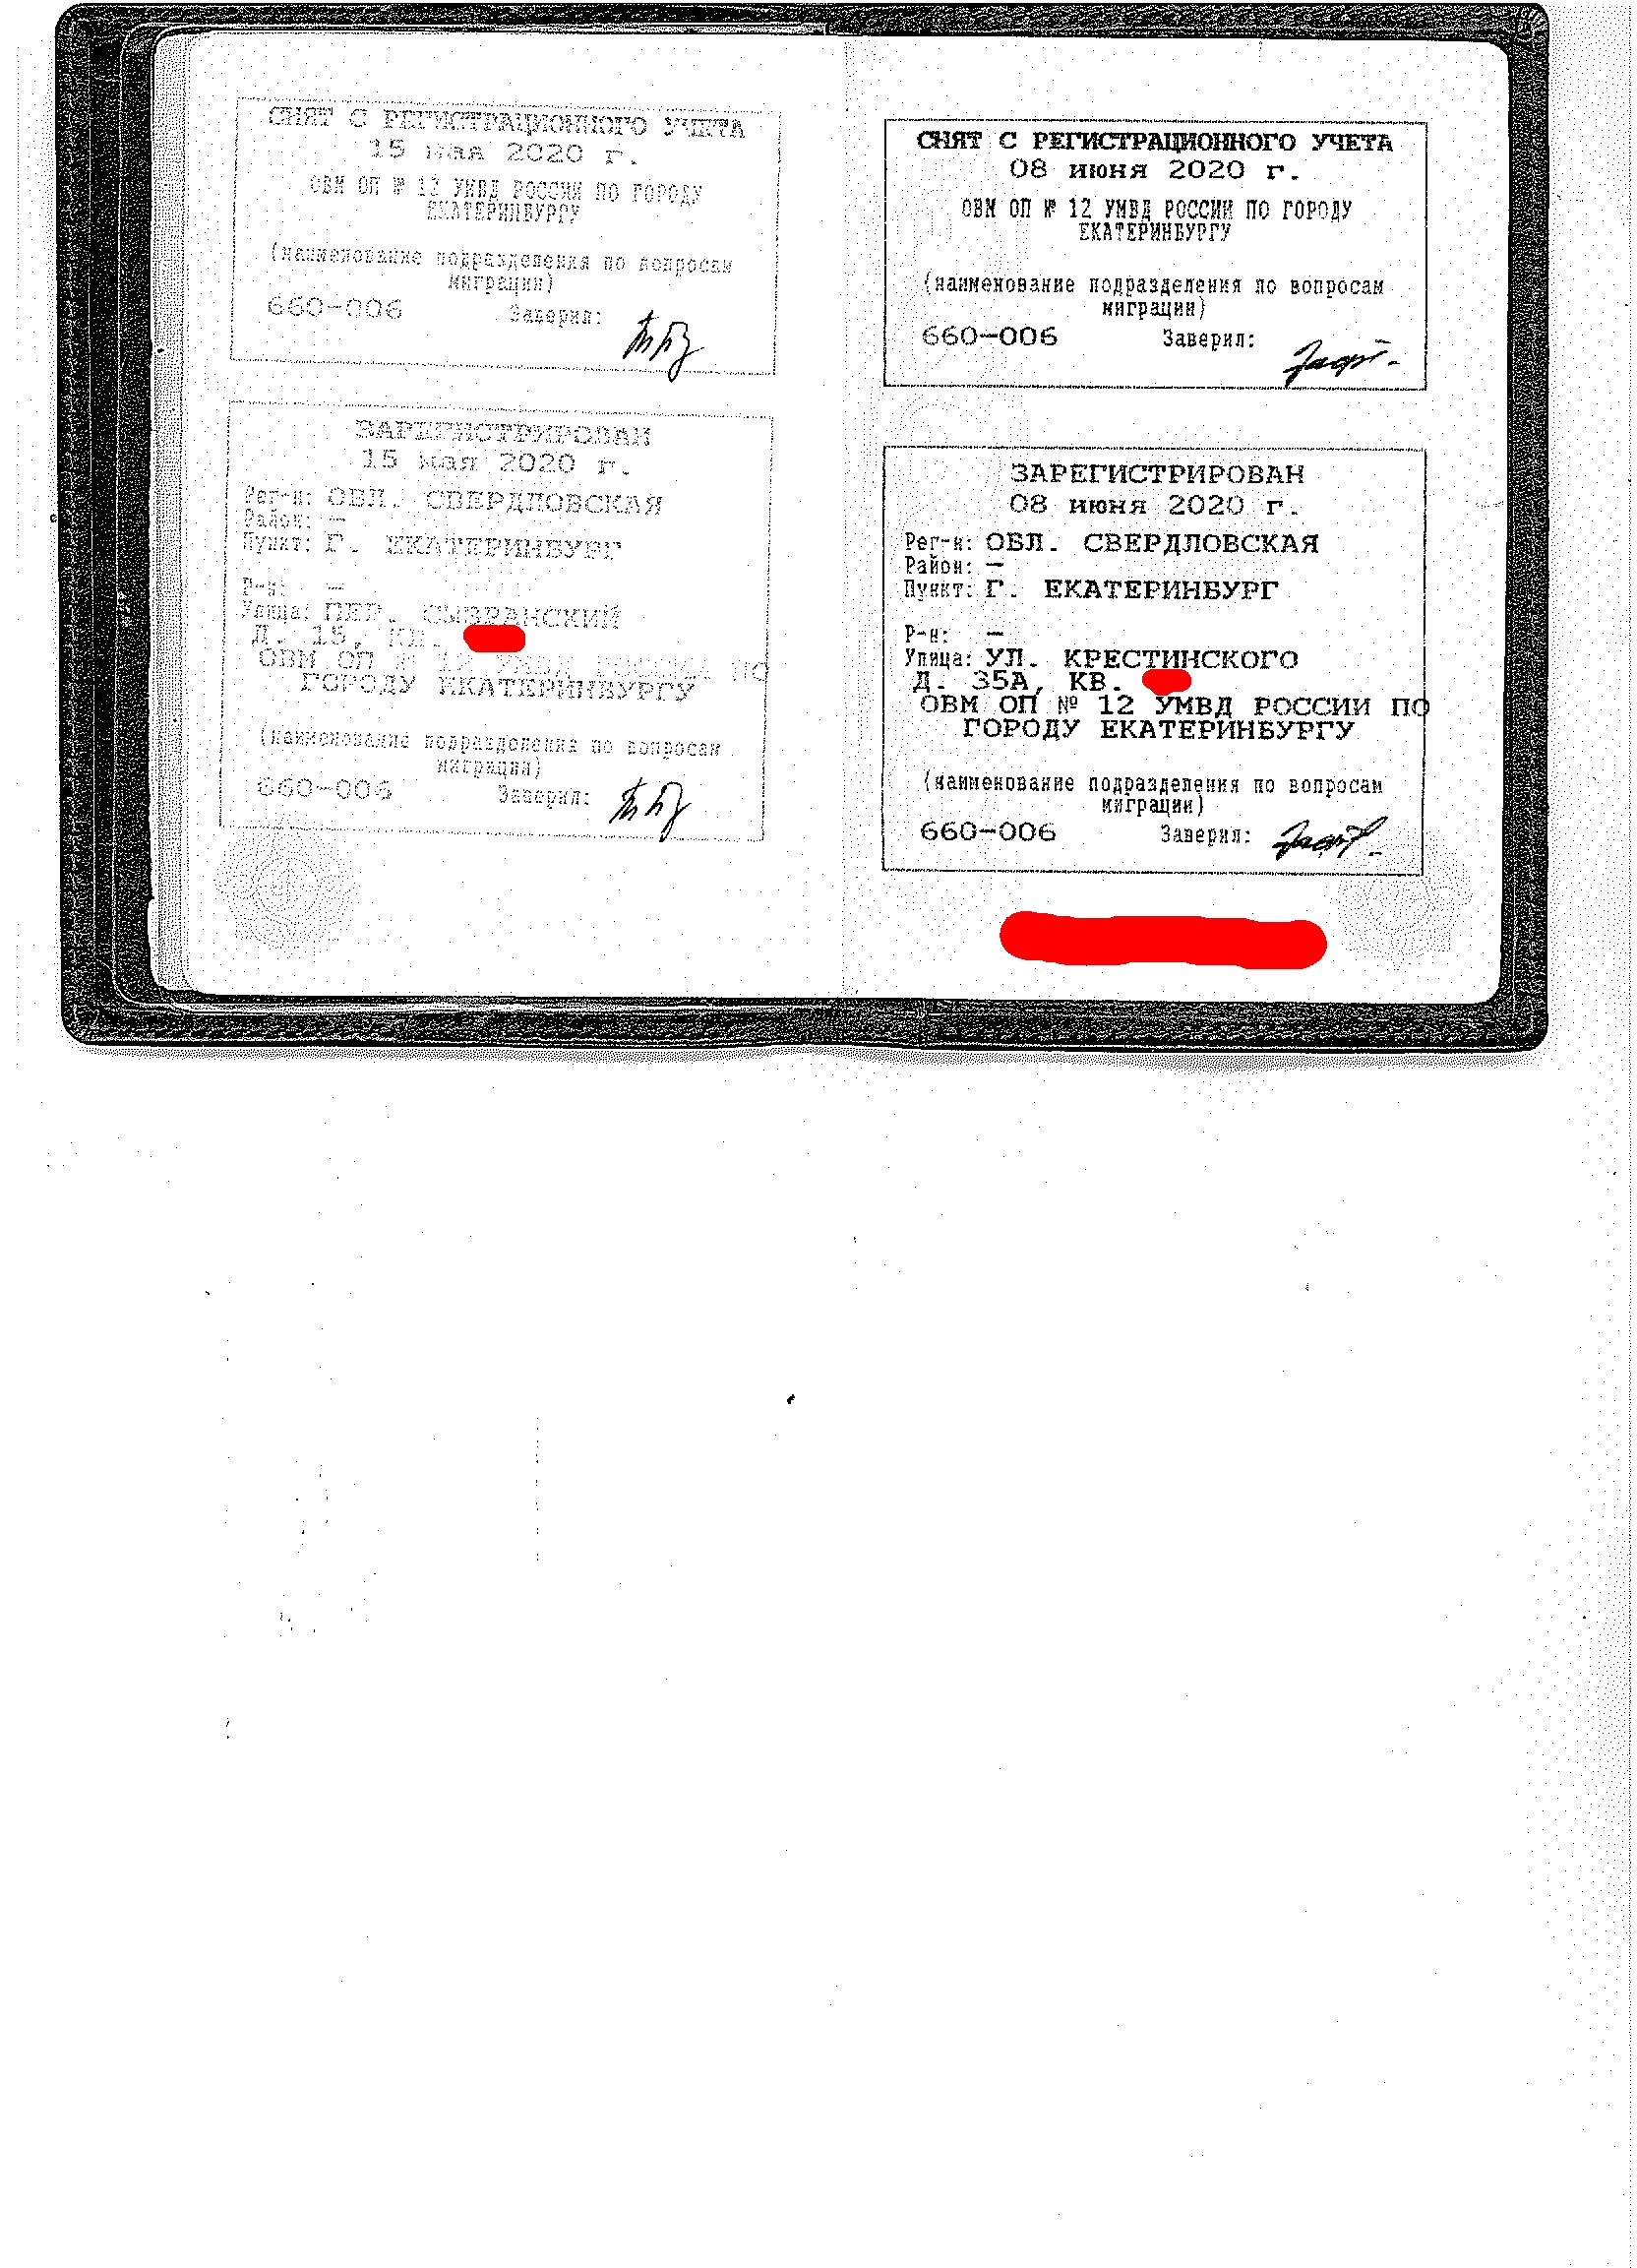 СНЯТ С РЕГИСТРАЦИОННОГО УЧЕТА
15 мая 2020 г.
ОВМ ОП № 12 УМВД РОССИИ ПО ГОРОДУ
ЕКАТЕРИНБУРГУ
(наименование подразделения по вопросам
миграции)
660-006 Заверил:
ЗАРЕГИСТРИРОВАН
15 мая 2020 г.
Рег-н: ОБЛ. СВЕРДЛОВСКАЯ
Район: –
Пункт: Г. ЕКАТЕРИНБУРГ
Р-н: –
Улица: ПЕР. СЫЗРАНСКИЙ
Д. 15, КВ.
ОВМ ОП № 12 УМВД РОССИИ ПО
ГОРОДУ ЕКАТЕРИНБУРГУ
(наименование подразделения по вопросам
миграции)
660-006 Заверил:
СНЯТ С РЕГИСТРАЦИОННОГО УЧЕТА
08 июня 2020 г.
ОВМ ОП № 12 УМВД РОССИИ ПО ГОРОДУ
ЕКАТЕРИНБУРГУ
(наименование подразделения по вопросам
миграции)
660-006 Заверил:
ЗАРЕГИСТРИРОВАН
08 июня 2020 г.
Рег-н: ОБЛ. СВЕРДЛОВСКАЯ
Район: –
Пункт: Г. ЕКАТЕРИНБУРГ
Р-н: –
Улица: УЛ. КРЕСТИНСКОГО
Д. 35А, КВ.
ОВМ ОП № 12 УМВД РОССИИ ПО
ГОРОДУ ЕКАТЕРИНБУРГУ
(наименование подразделения по вопросам
миграции)
660-006 Заверил: